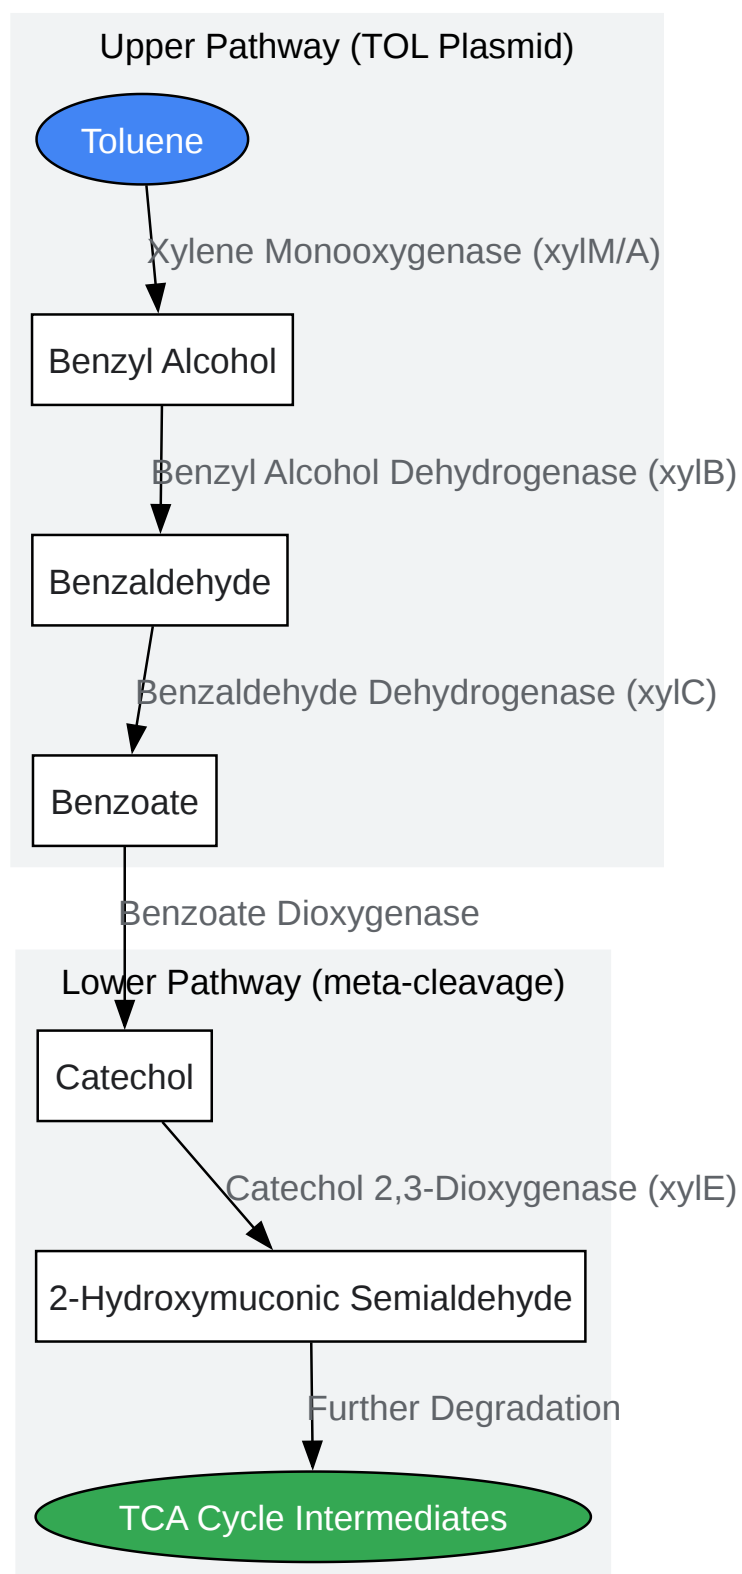 Upper Pathway (TOL Plasmid)
Toluene
Xylene Monooxygenase (xylM/A)
Benzyl Alcohol
Benzyl Alcohol Dehydrogenase (xylB)
Benzaldehyde
Benzaldehyde Dehydrogenase (xylC)
Benzoate
Benzoate Dioxygenase
Lower Pathway (meta-cleavage)
Catechol
Catechol 2,3-Dioxygenase (xylE)
2-Hydroxymuconic Semialdehyde
Further Degradation
TCA Cycle Intermediates